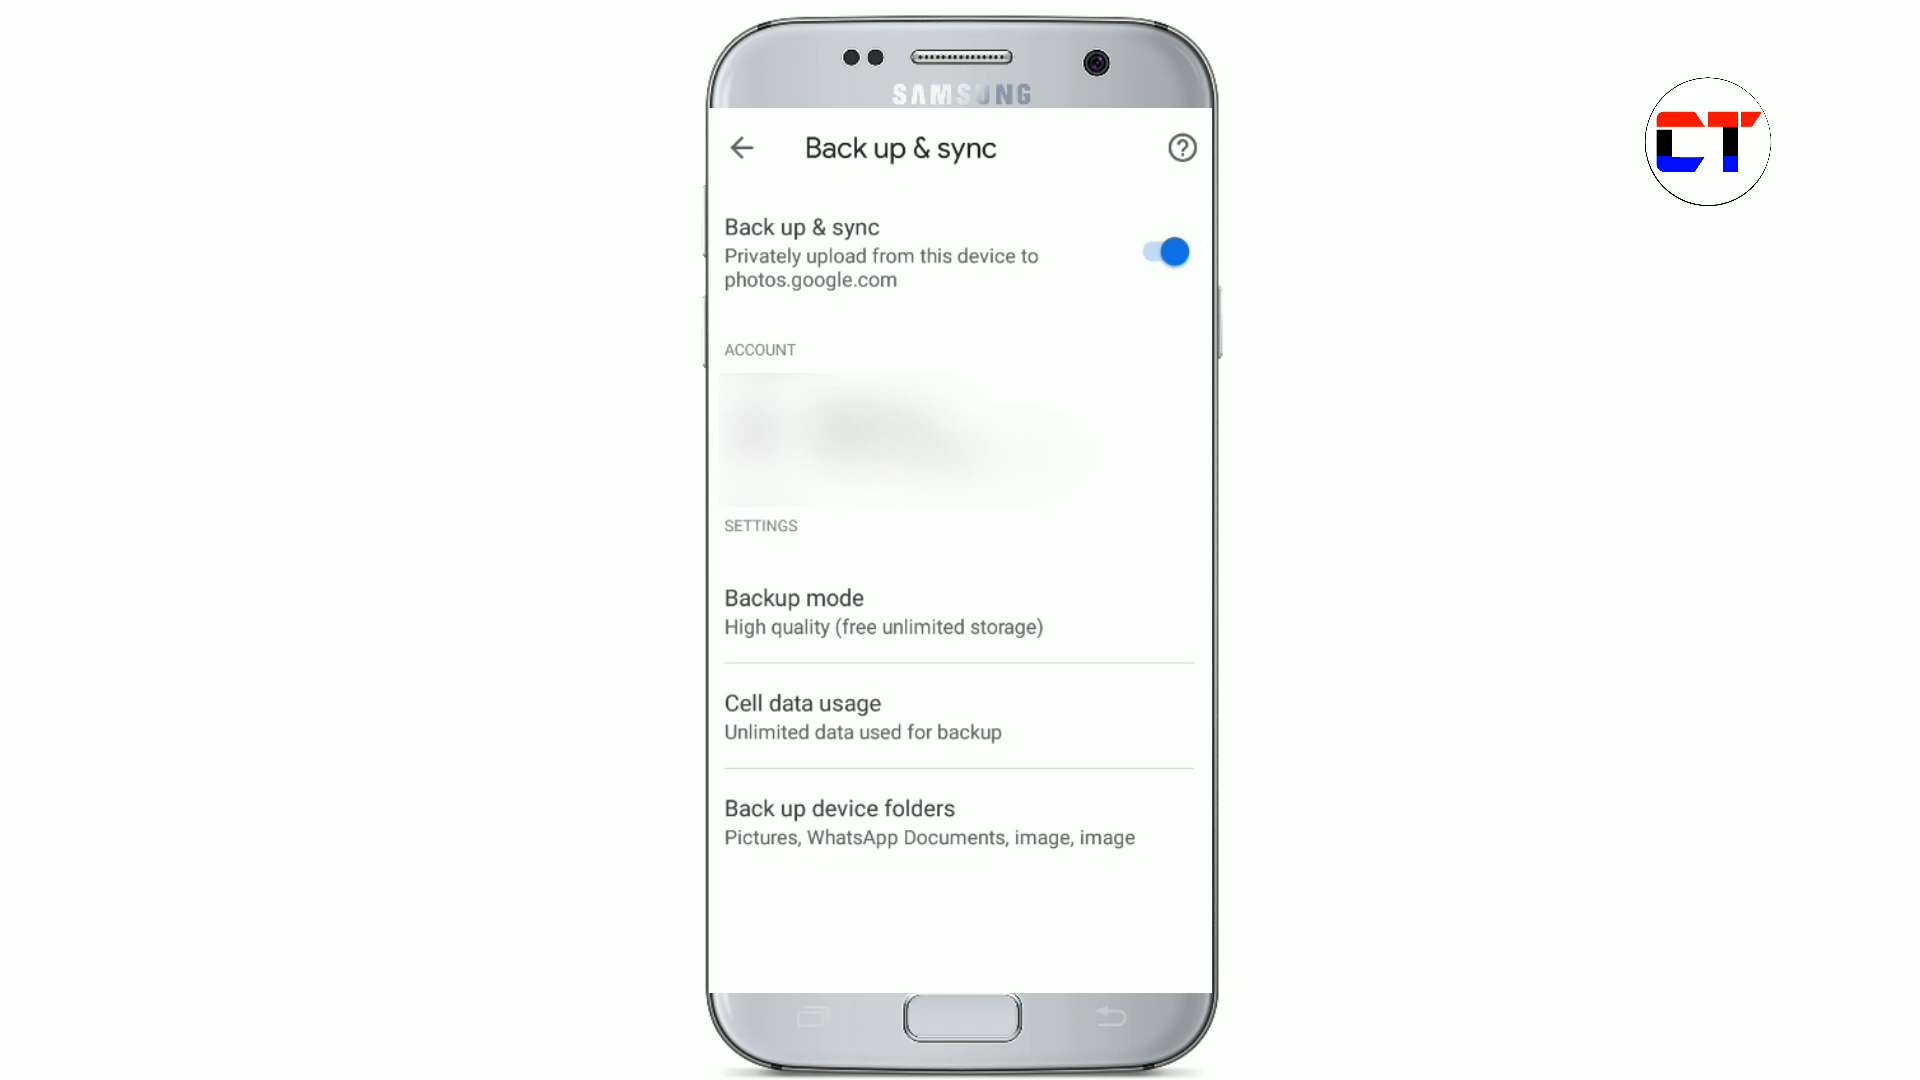 SAMSUNG
CT
Back up & sync
Back up & sync
Privately upload from this device to
photos.google.com
ACCOUNT
SETTINGS
Backup mode
High quality (free unlimited storage)
Cell data usage
Unlimited data used for backup
Back up device folders
Pictures, WhatsApp Documents, image, image